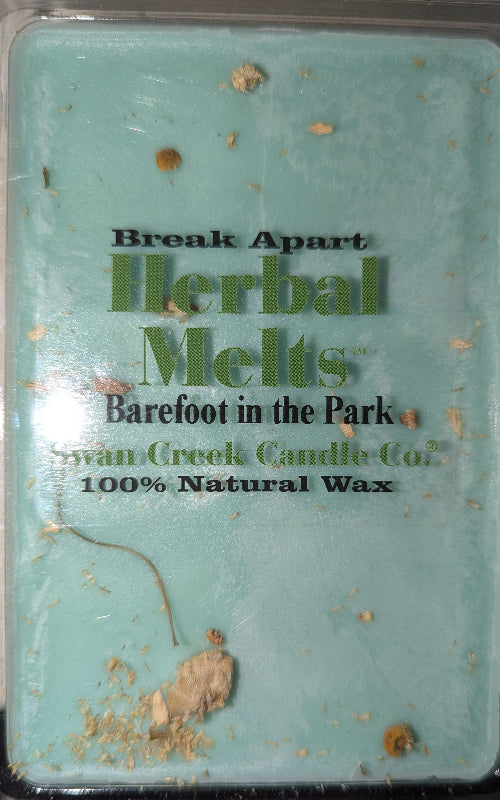 Break Apart
Herbal
Melts™
Barefoot in the Park
Swan Creek Candle Co.®
100% Natural Wax